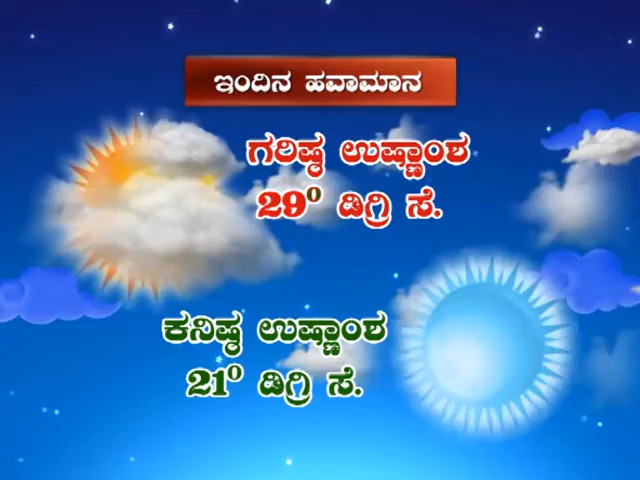 ಇಂದಿನ ಹವಾಮಾನ
ಗರಿಷ್ಠ ಉಷ್ಣಾಂಶ
29⁰ ಡಿಗ್ರಿ ಸೆ.
ಕನಿಷ್ಠ ಉಷ್ಣಾಂಶ
21⁰ ಡಿಗ್ರಿ ಸೆ.